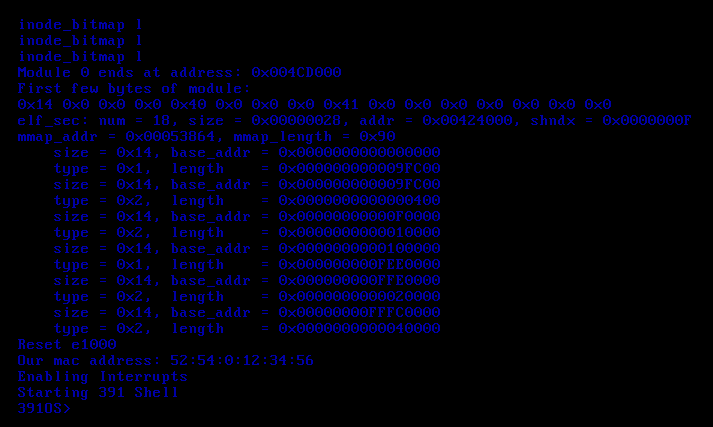 inode_bitmap 1
inode_bitmap 1
inode_bitmap 1
Module 0 ends at address: 0x004CB000
First few bytes of module:
0x14 0x0 0x0 0x0 0x40 0x0 0x0 0x0 0x41 0x0 0x0 0x0 0x0 0x0 0x0 0x0
elf_sec: num = 18, size = 0x00000028, addr = 0x00424000, shndx = 0x0000000F
mmap_addr = 0x00053864, mmap_length = 0x90
size = 0x14, base_addr = 0x0000000000000000
type = 0x1, length = 0x000000000009FC00
size = 0x14, base_addr = 0x000000000009FC00
type = 0x2, length = 0x0000000000000400
size = 0x14, base_addr = 0x00000000000F0000
type = 0x2, length = 0x0000000000010000
size = 0x14, base_addr = 0x0000000000100000
type = 0x1, length = 0x000000000FEE0000
size = 0x14, base_addr = 0x000000000FFE0000
type = 0x2, length = 0x0000000000020000
size = 0x14, base_addr = 0x00000000FFFC0000
type = 0x2, length = 0x0000000000040000
Reset e1000
Our mac address: 52:54:0:12:34:56
Enabling Interrupts
Starting 391 Shell
391OS>